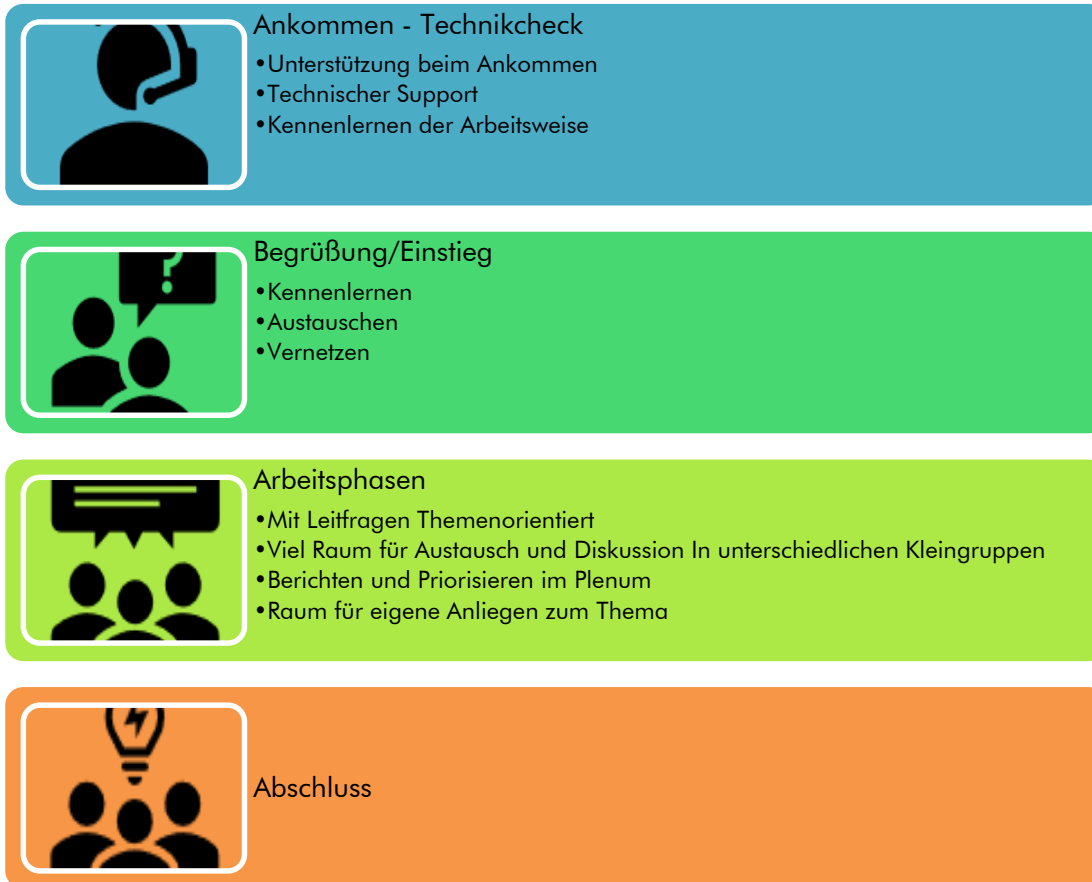 Ankommen - Technikcheck
•Unterstützung beim Ankommen
•Technischer Support
•Kennenlernen der Arbeitsweise
Begrüßung/Einstieg
•Kennenlernen
•Austauschen
•Vernetzen
Arbeitsphasen
•Mit Leitfragen Themenorientiert
•Viel Raum für Austausch und Diskussion In unterschiedlichen Kleingruppen
•Berichten und Priorisieren im Plenum
•Raum für eigene Anliegen zum Thema
Abschluss